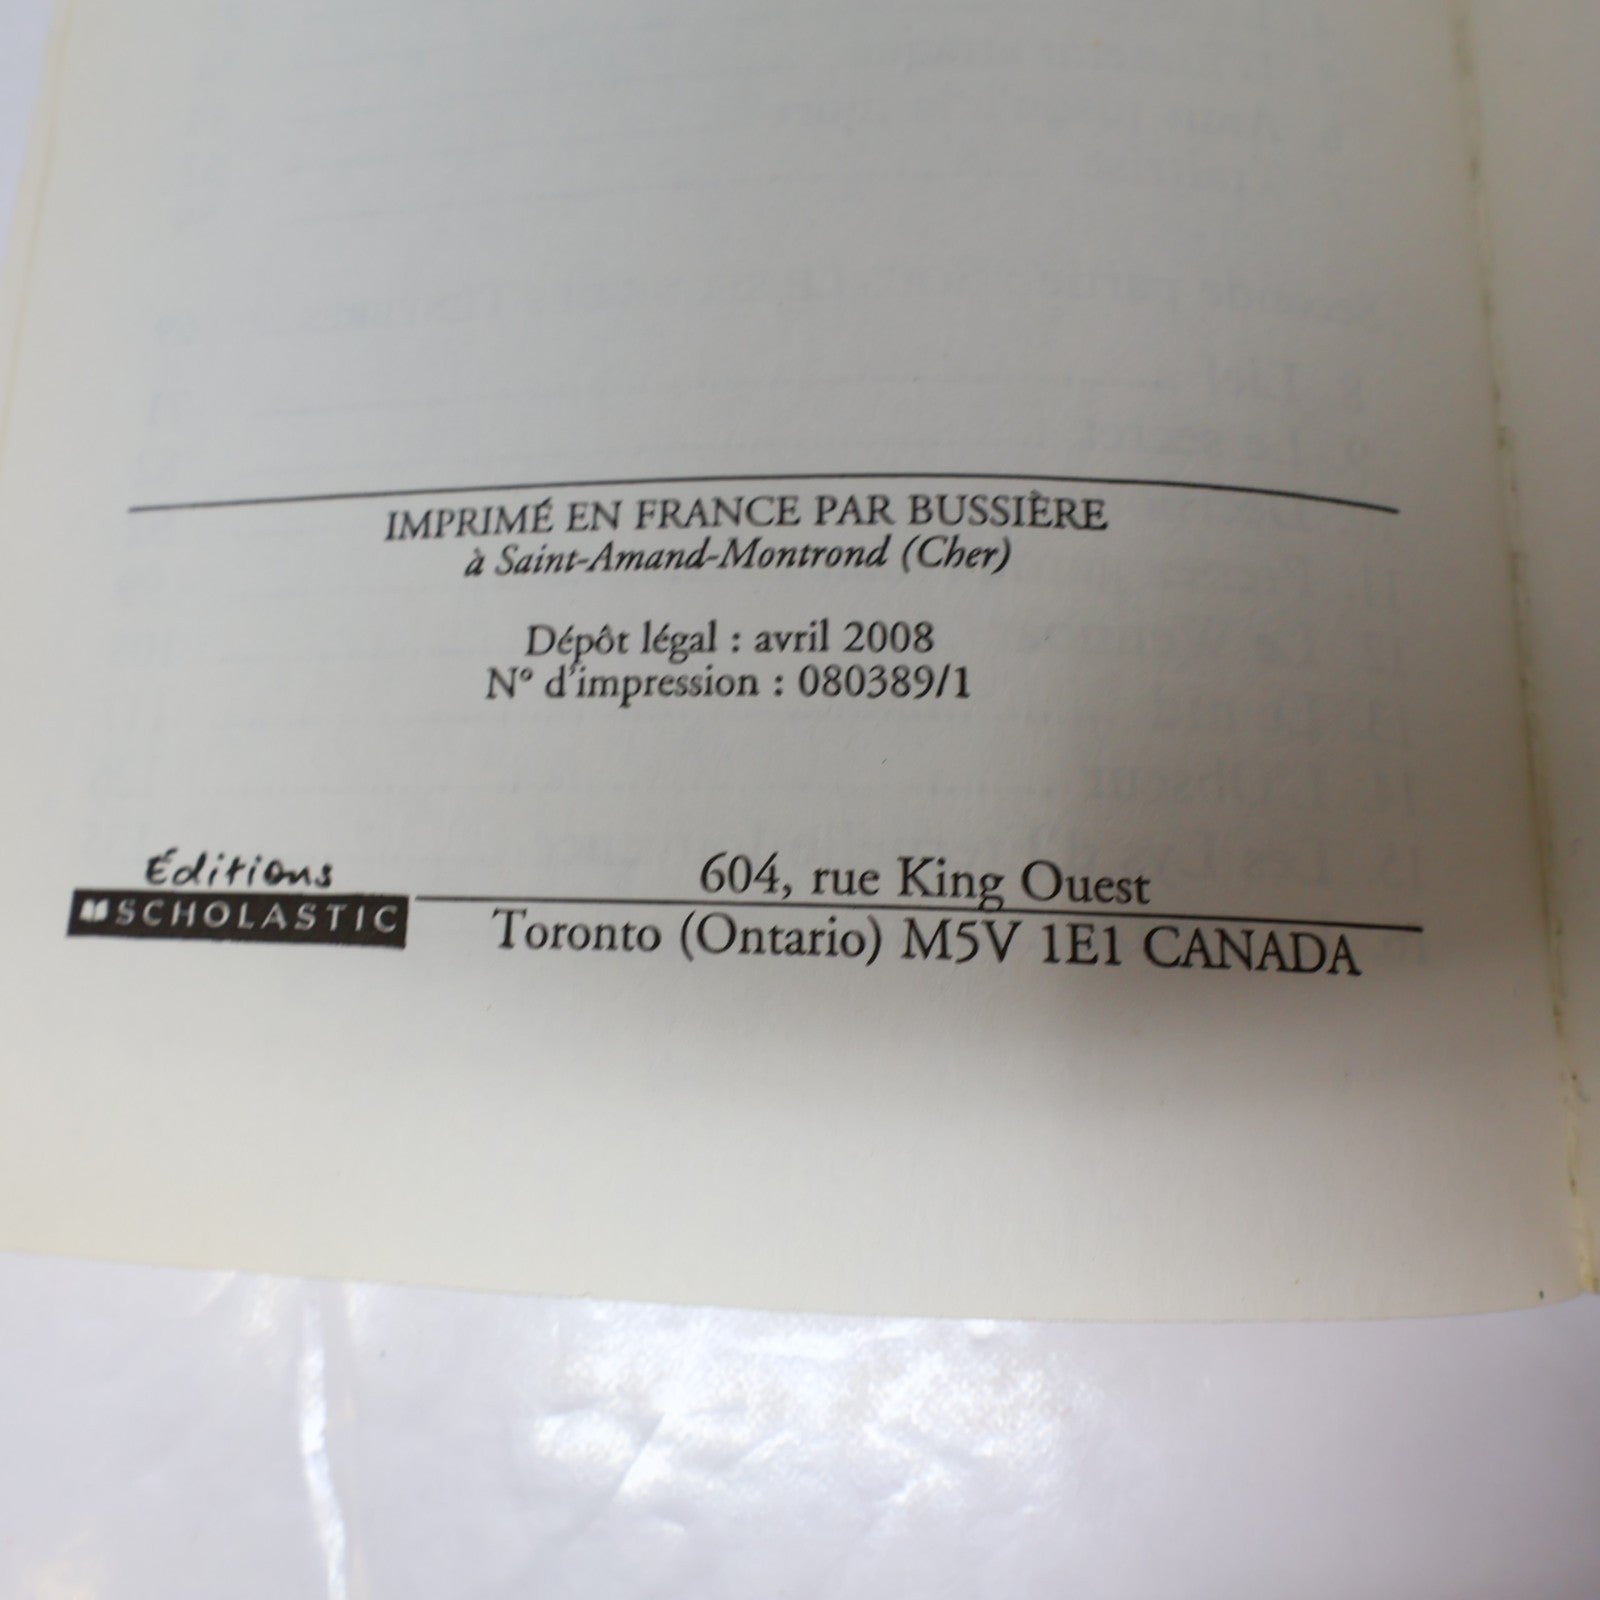 IMPRIMÉ EN FRANCE PAR BUSSIÈRE
à Saint-Amand-Montrond (Cher)
Dépôt légal : avril 2008
N° d'impression : 080389/1
Éditions
SCHOLASTIC
604, rue King Ouest
Toronto (Ontario) M5V 1E1 CANADA